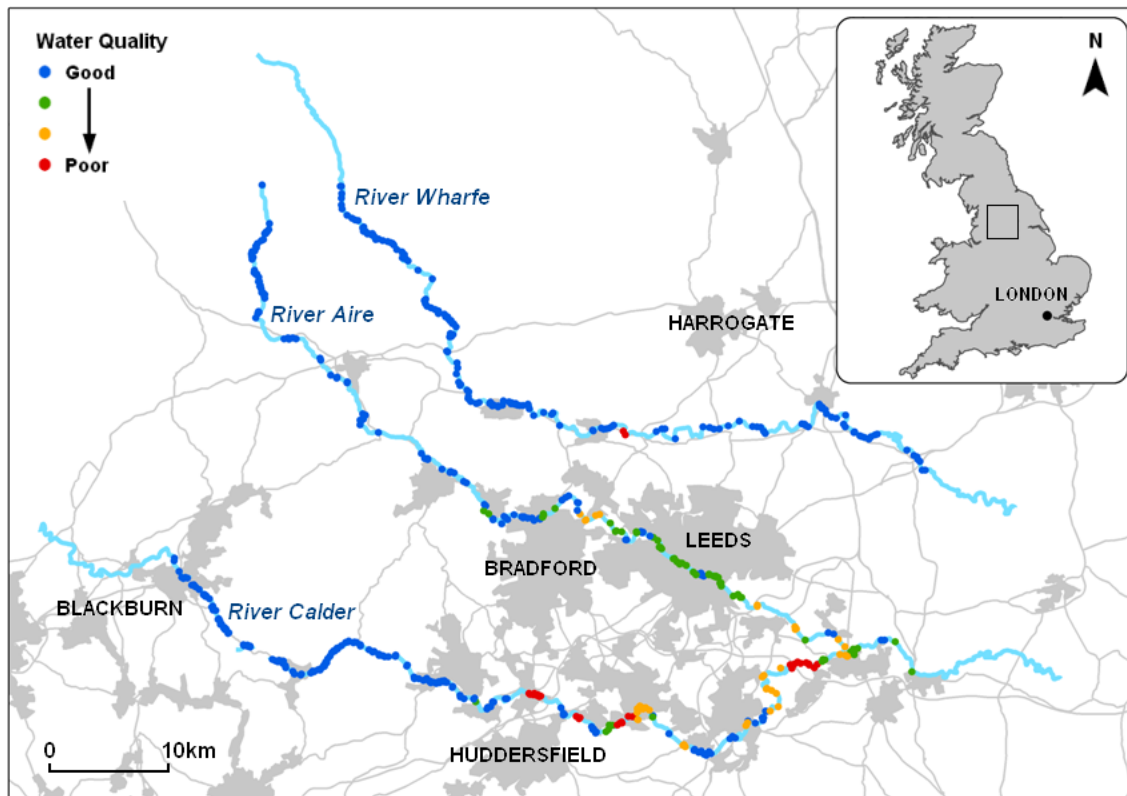 Water Quality
Good
Poor
N
River Wharfe
River Aire
HARROGATE
LONDON
LEEDS
BRADFORD
BLACKBURN
River Calder
HUDDERSFIELD
0 10km